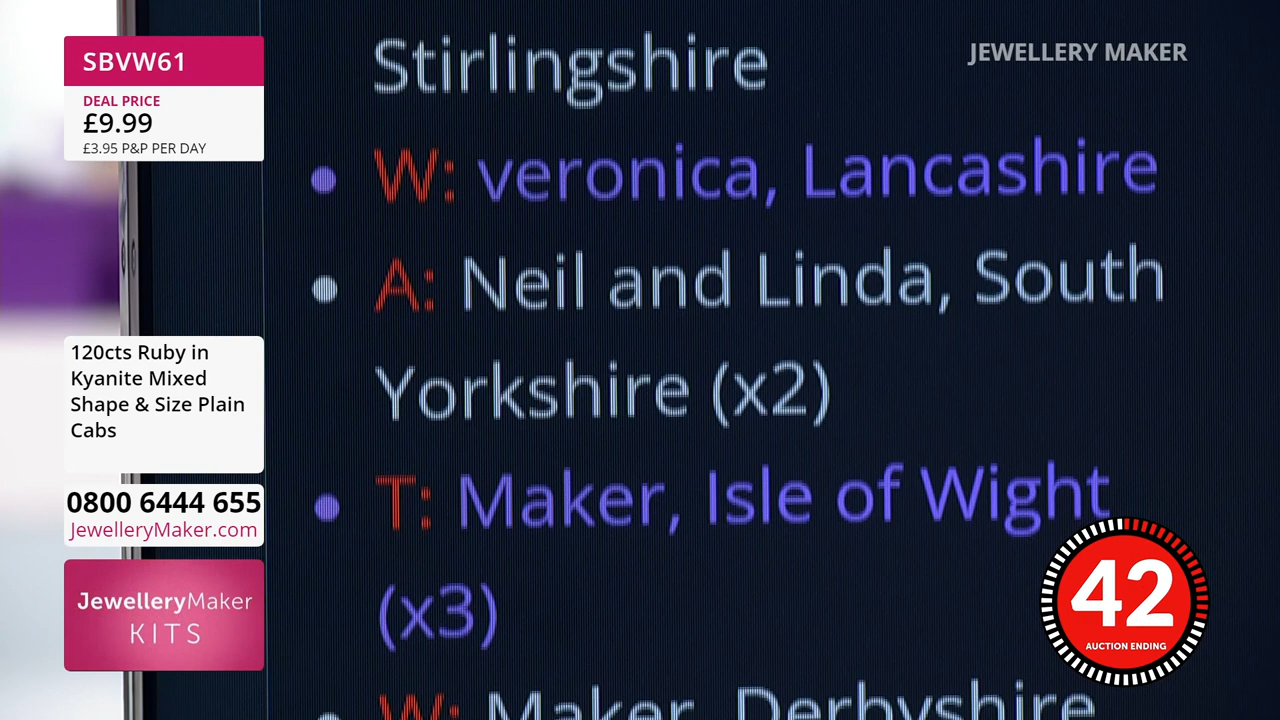 SBVW61
DEAL PRICE
£9.99
£3.95 P&P PER DAY
120cts Ruby in
Kyanite Mixed
Shape & Size Plain
Cabs
0800 6444 655
JewelleryMaker.com
JewelleryMaker
KITS
JEWELLERY MAKER
Stirlingshire
W: veronica, Lancashire
A: Neil and Linda, South
Yorkshire (x2)
T: Maker, Isle of Wight
(x3)
W: Maker, Derbyshire
42
AUCTION ENDING